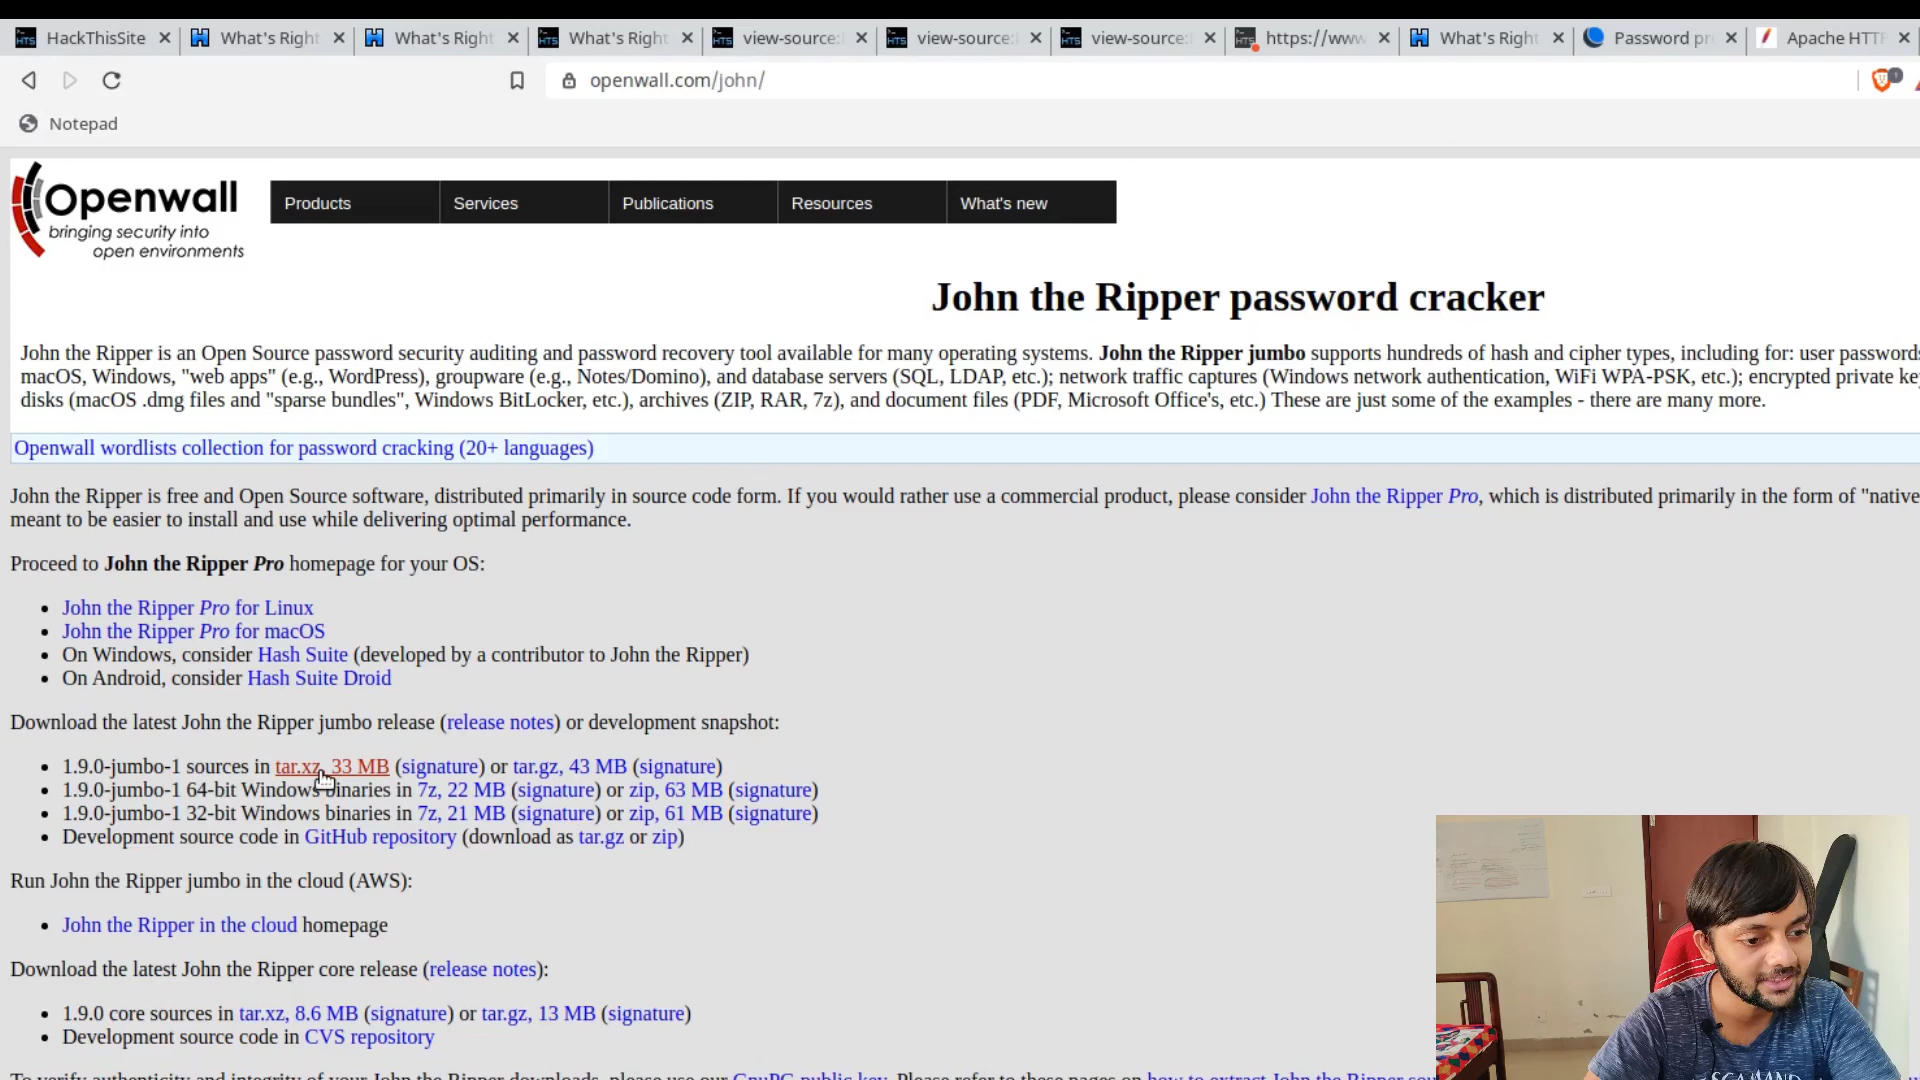 HackThisSite
What's Right
What's Right
What's Right
view-source:
view-source:
view-source:
https://www
What's Right
Password pr
Apache HTTP
openwall.com/john/
Notepad
Openwall
bringing security into
open environments
Products
Services
Publications
Resources
What's new
John the Ripper password cracker
John the Ripper is an Open Source password security auditing and password recovery tool available for many operating systems. John the Ripper jumbo supports hundreds of hash and cipher types, including for: user passwords
macOS, Windows, "web apps" (e.g., WordPress), groupware (e.g., Notes/Domino), and database servers (SQL, LDAP, etc.); network traffic captures (Windows network authentication, WiFi WPA-PSK, etc.); encrypted private ke
disks (macOS .dmg files and "sparse bundles", Windows BitLocker, etc.), archives (ZIP, RAR, 7z), and document files (PDF, Microsoft Office's, etc.) These are just some of the examples - there are many more.
Openwall wordlists collection for password cracking (20+ languages)
John the Ripper is free and Open Source software, distributed primarily in source code form. If you would rather use a commercial product, please consider John the Ripper Pro, which is distributed primarily in the form of "native
meant to be easier to install and use while delivering optimal performance.
Proceed to John the Ripper Pro homepage for your OS:
• John the Ripper Pro for Linux
• John the Ripper Pro for macOS
• On Windows, consider Hash Suite (developed by a contributor to John the Ripper)
• On Android, consider Hash Suite Droid
Download the latest John the Ripper jumbo release (release notes) or development snapshot:
• 1.9.0-jumbo-1 sources in tar.xz, 33 MB (signature) or tar.gz, 43 MB (signature)
• 1.9.0-jumbo-1 64-bit Windows binaries in 7z, 22 MB (signature) or zip, 63 MB (signature)
• 1.9.0-jumbo-1 32-bit Windows binaries in 7z, 21 MB (signature) or zip, 61 MB (signature)
• Development source code in GitHub repository (download as tar.gz or zip)
Run John the Ripper jumbo in the cloud (AWS):
• John the Ripper in the cloud homepage
Download the latest John the Ripper core release (release notes):
• 1.9.0 core sources in tar.xz, 8.6 MB (signature) or tar.gz, 13 MB (signature)
• Development source code in CVS repository
To verify authenticity and integrity of your John the Ripper downloads, please use our GnuPG public key. Please refer to these pages on how to extract John the Ripper sou